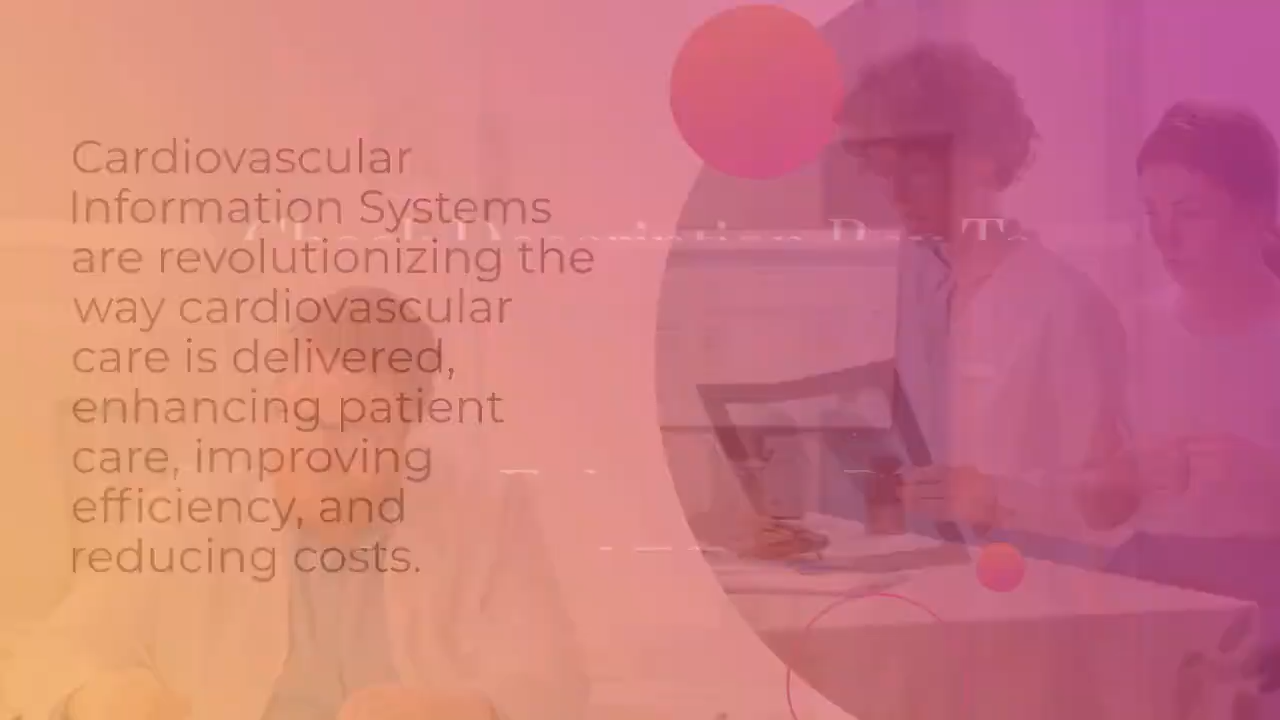 Cardiovascular
Information Systems
are revolutionizing the
way cardiovascular
care is delivered,
enhancing patient
care, improving
efficiency, and
reducing costs.